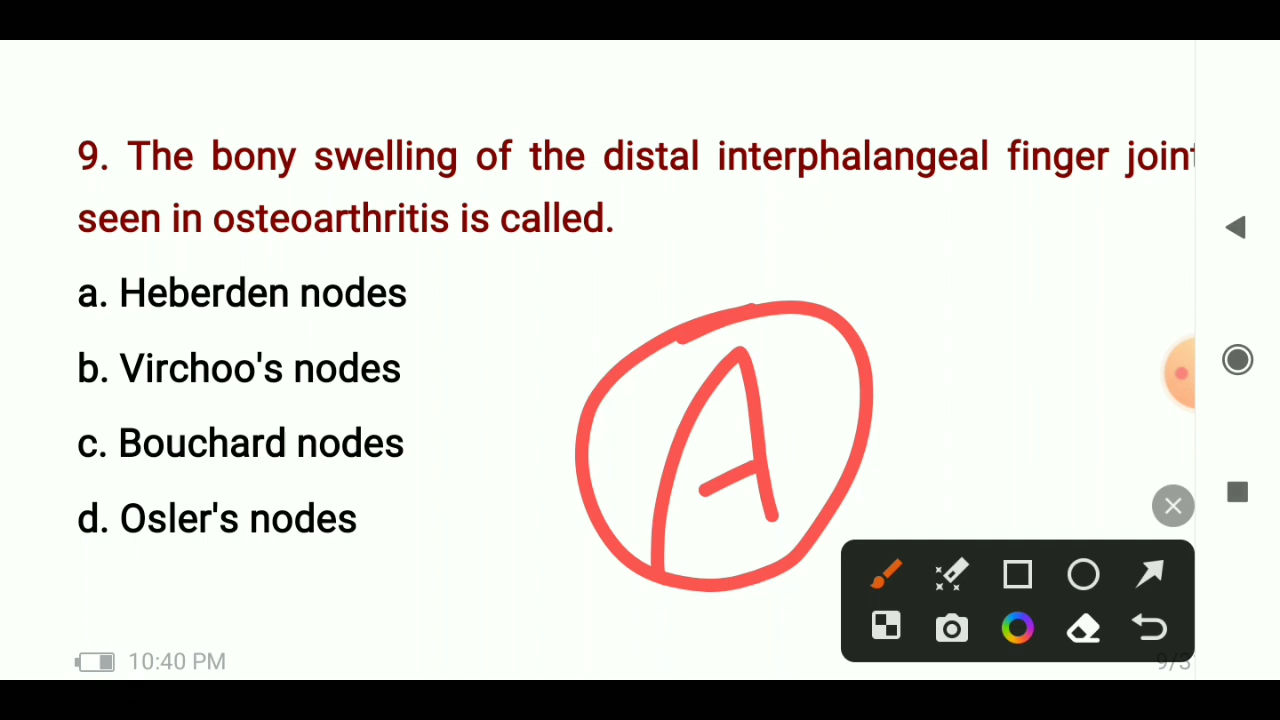 9. The bony swelling of the distal interphalangeal finger joint
seen in osteoarthritis is called.
a. Heberden nodes
b. Virchoo's nodes
c. Bouchard nodes
d. Osler's nodes
A
10:40 PM